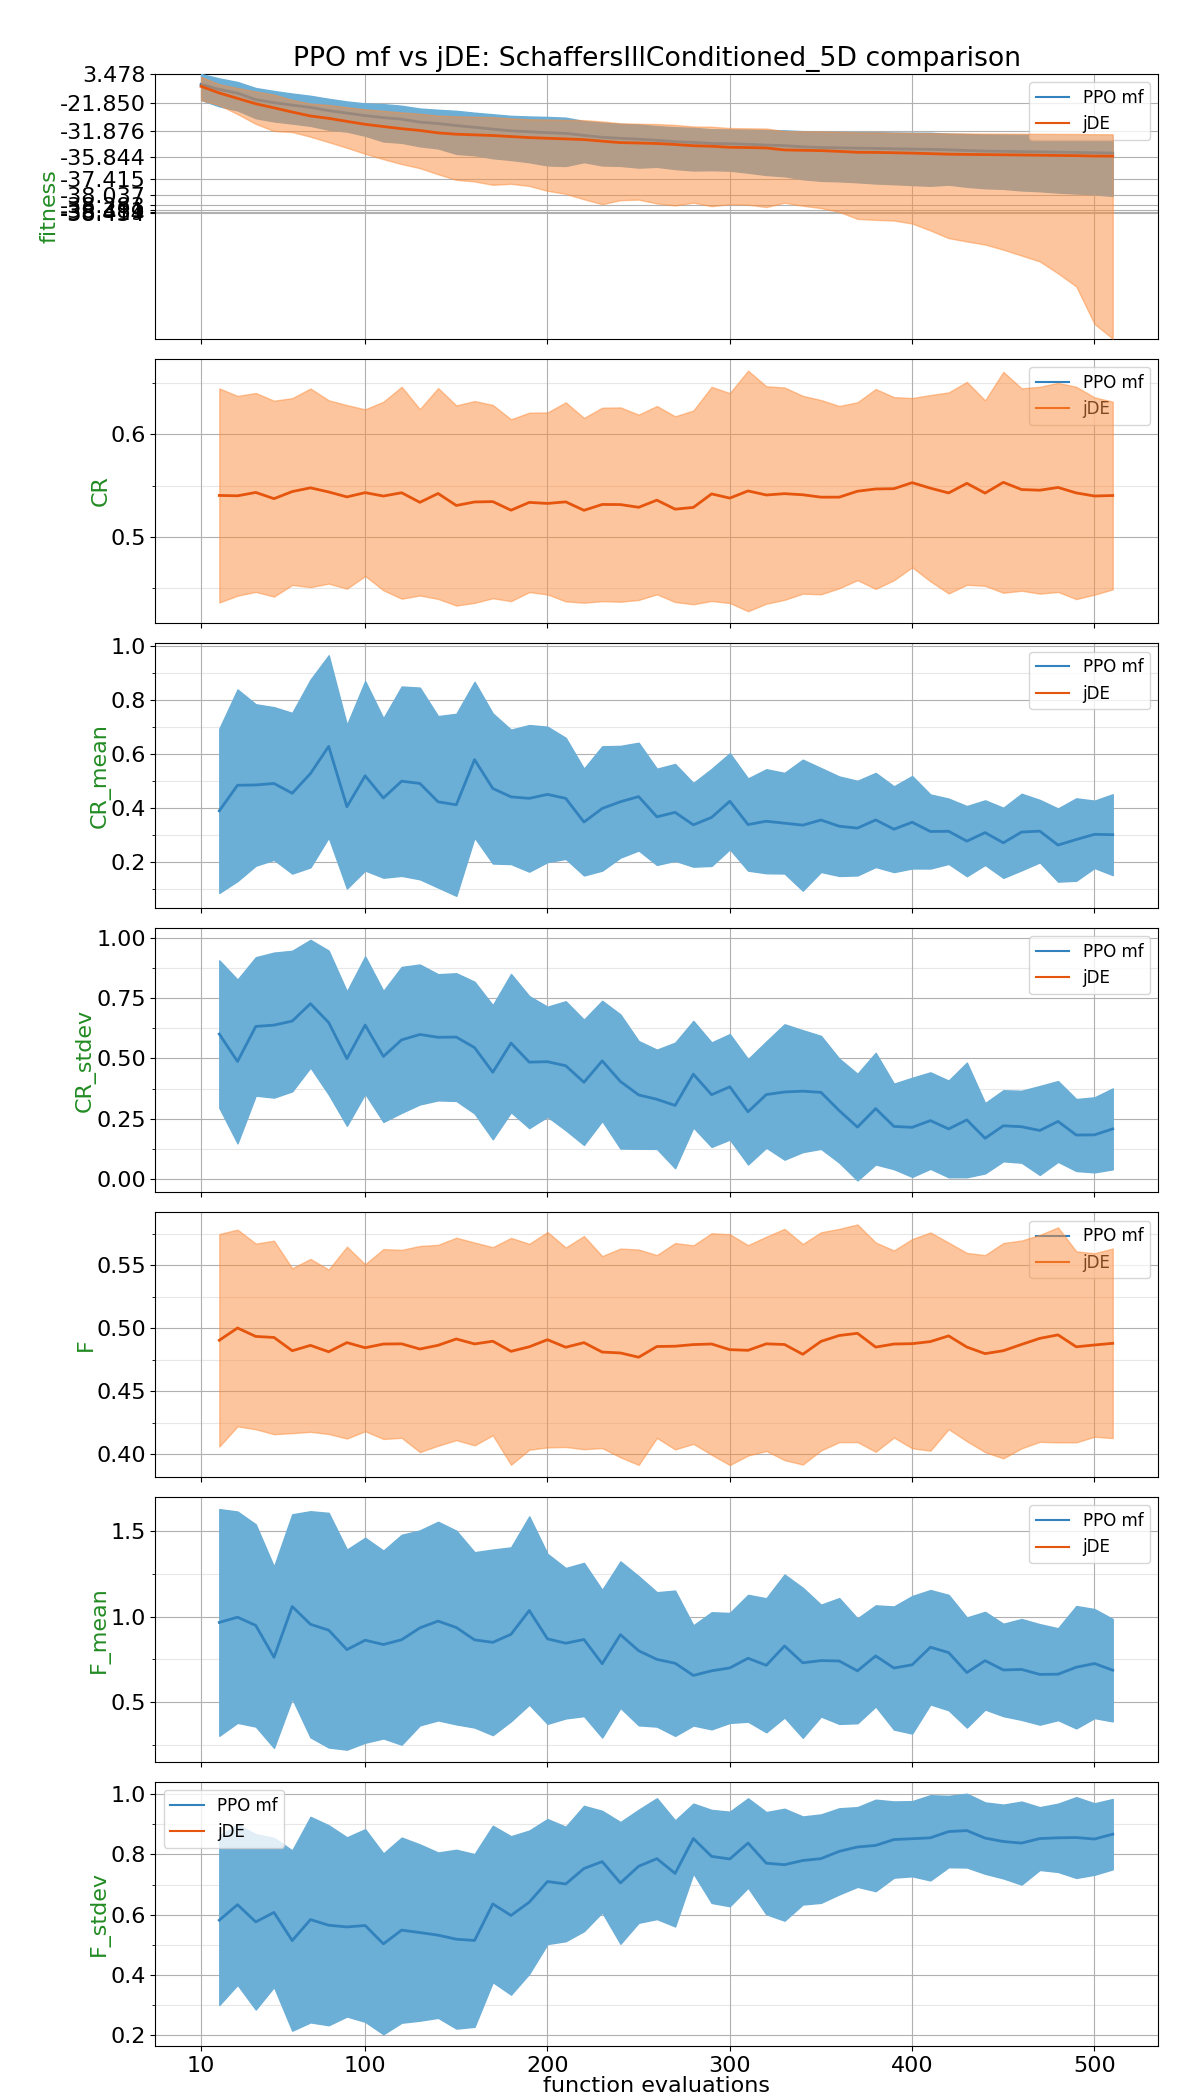 PPO mf vs jDE: SchaffersIllConditioned_5D comparison
3.478
-21.850
-31.876
-35.844
-37.415
-38.037
fitness
PPO mf
jDE
0.6
0.5
CR
PPO mf
jDE
1.0
0.8
0.6
0.4
0.2
CR_mean
PPO mf
jDE
1.00
0.75
0.50
0.25
0.00
CR_stdev
PPO mf
jDE
0.55
0.50
0.45
0.40
F
PPO mf
jDE
1.5
1.0
0.5
F_mean
PPO mf
jDE
1.0
0.8
0.6
0.4
0.2
F_stdev
PPO mf
jDE
10 100 200 300 400 500
function evaluations